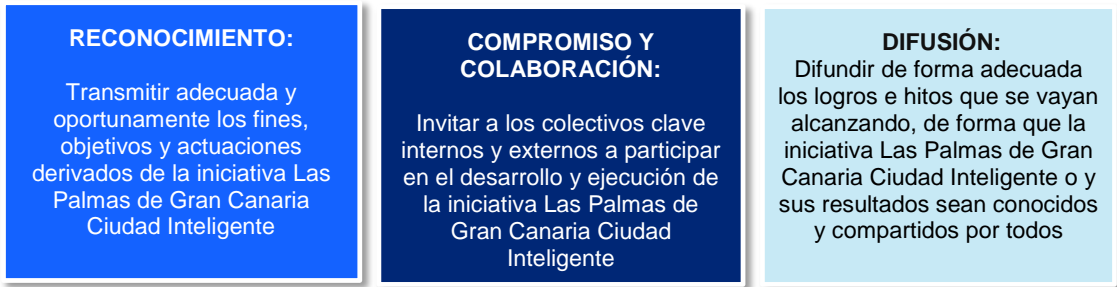 RECONOCIMIENTO:
Transmitir adecuada y
oportunamente los fines,
objetivos y actuaciones
derivados de la iniciativa Las
Palmas de Gran Canaria
Ciudad Inteligente
COMPROMISO Y
COLABORACIÓN:
Invitar a los colectivos clave
internos y externos a participar
en el desarrollo y ejecución de
la iniciativa Las Palmas de
Gran Canaria Ciudad
Inteligente
DIFUSIÓN:
Difundir de forma adecuada
los logros e hitos que se vayan
alcanzando, de forma que la
iniciativa Las Palmas de Gran
Canaria Ciudad Inteligente o y
sus resultados sean conocidos
y compartidos por todos